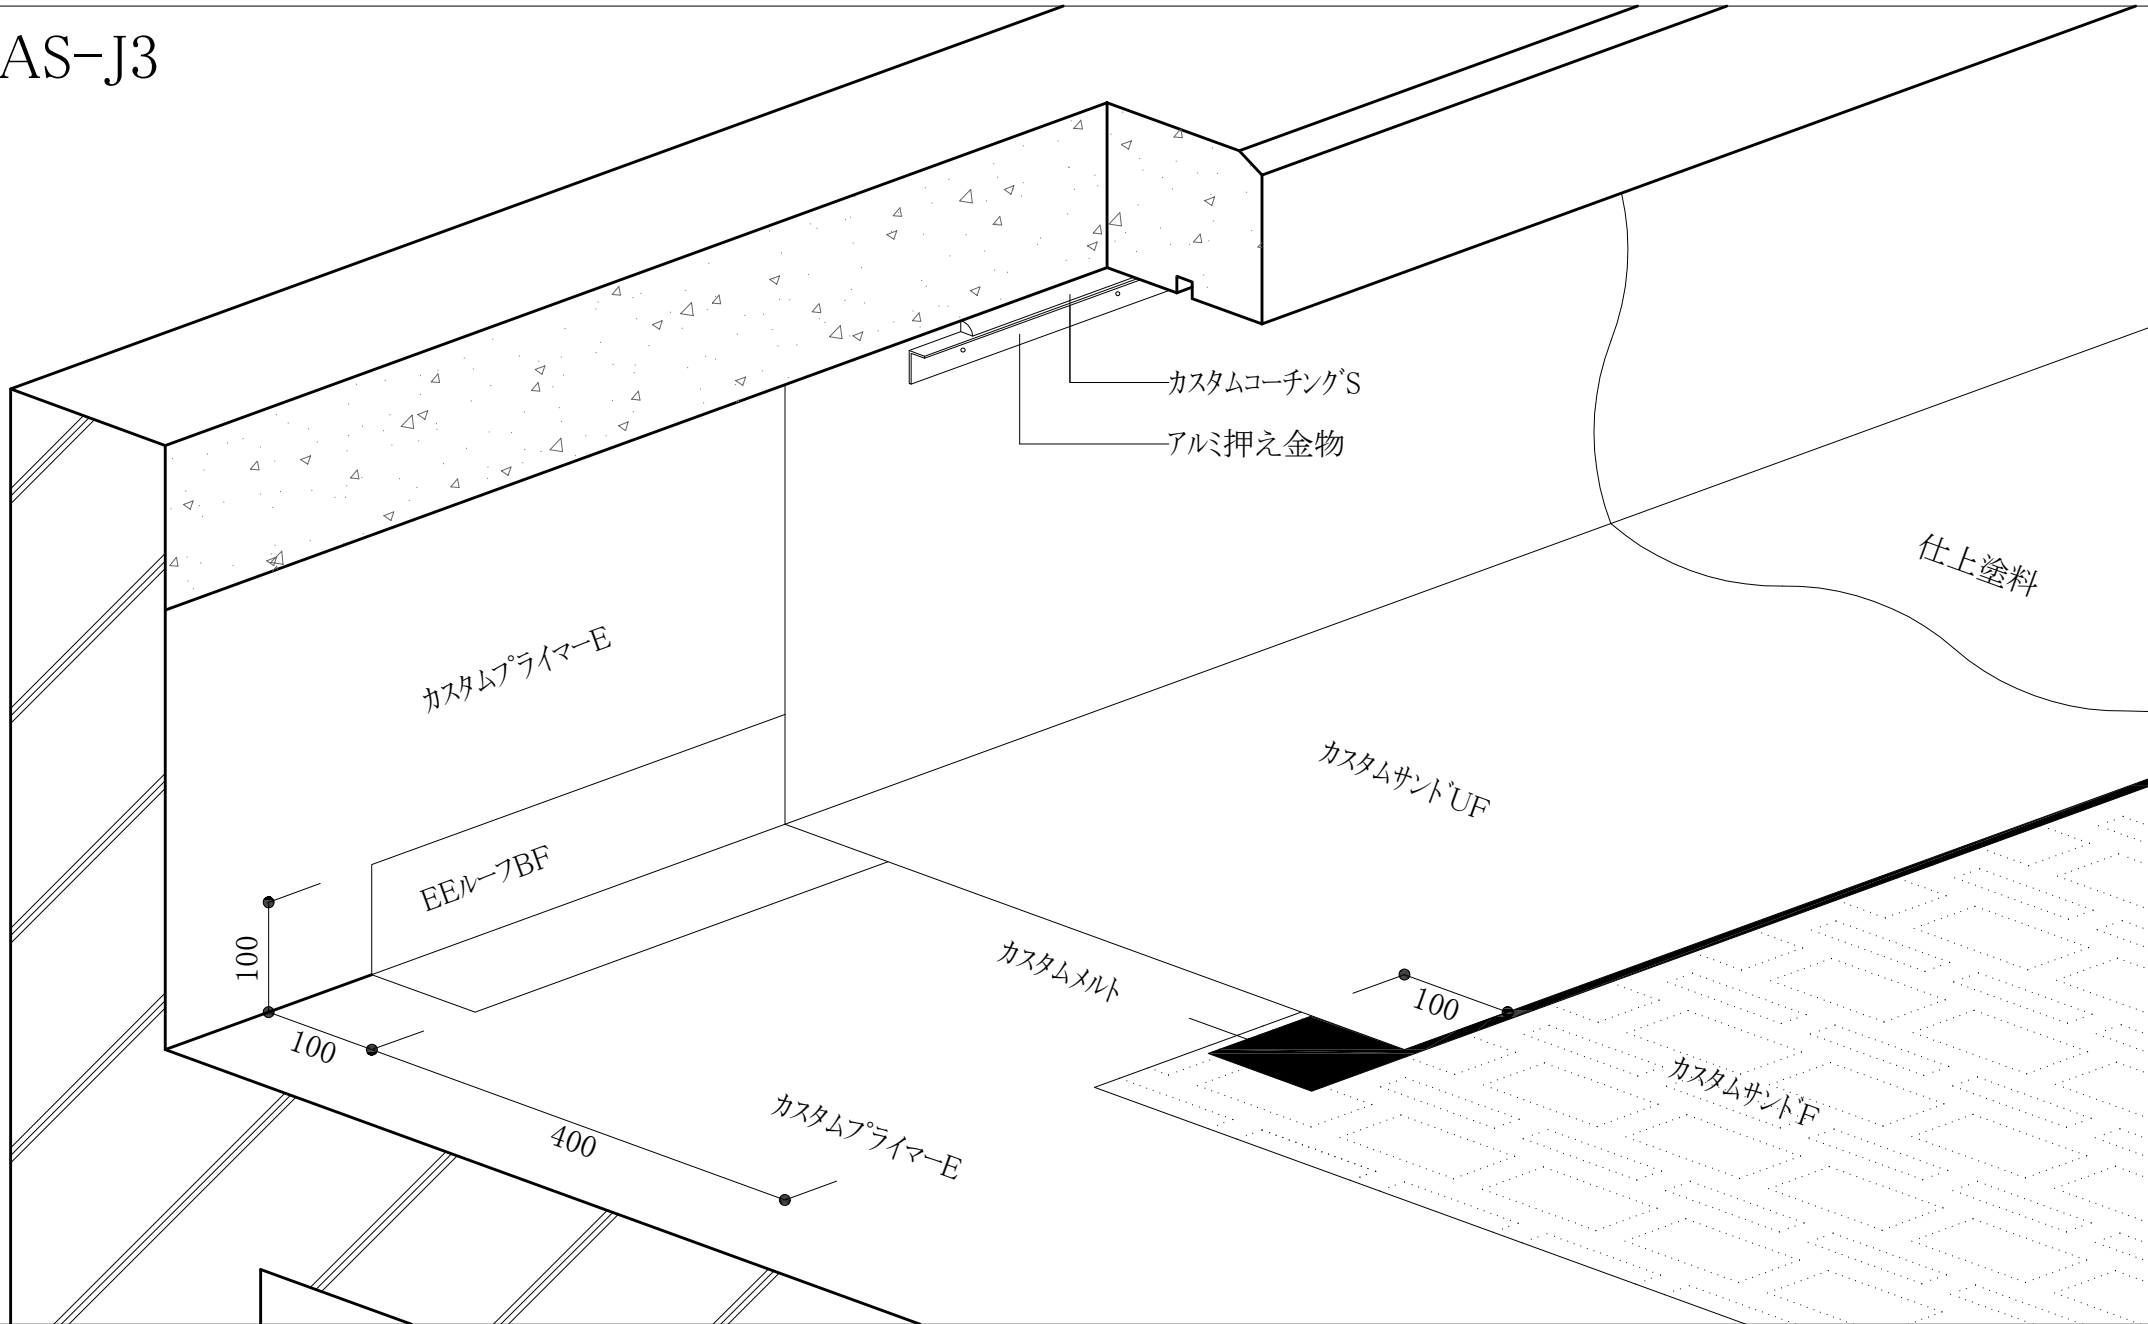 AS-J3
カスタムコーチングS
アルミ押え金物
仕上塗料
カスタムプライマーE
カスタムサンドUF
EEルーフBF
100
カスタムメルト
100
100
カスタムサンドF
カスタムプライマーE
400